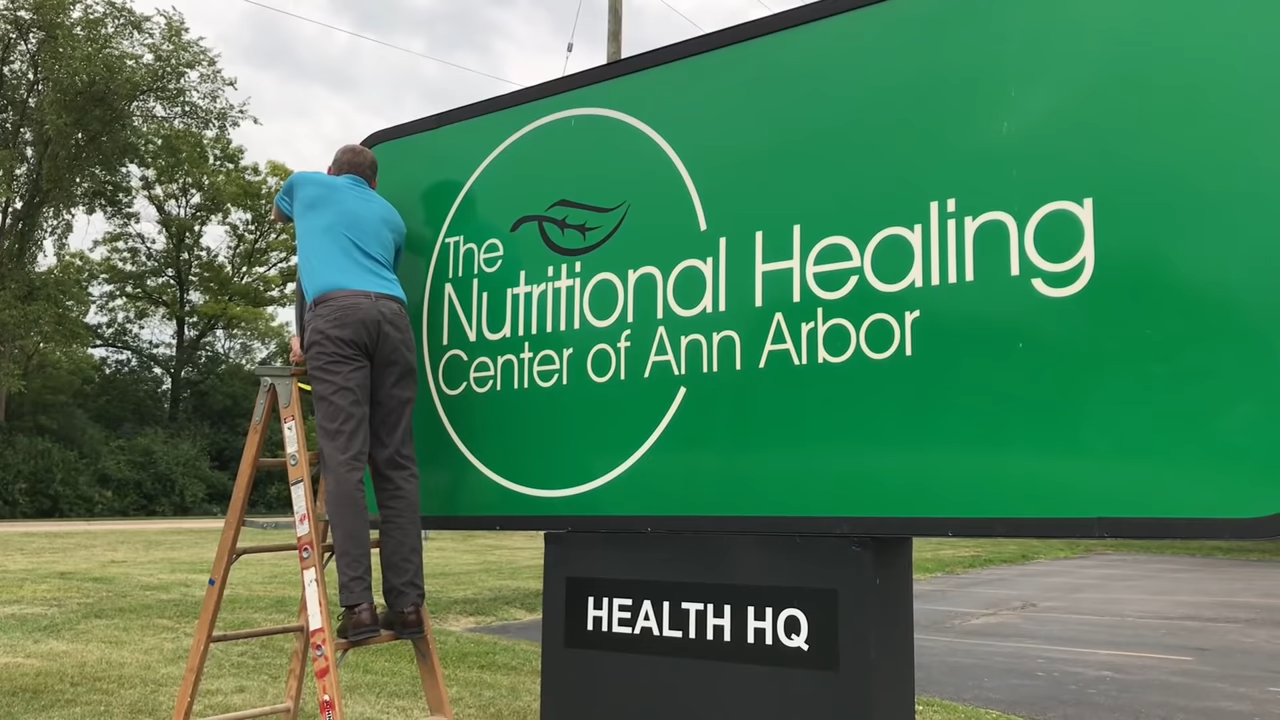 The
Nutritional Healing
Center of Ann Arbor
HEALTH HQ